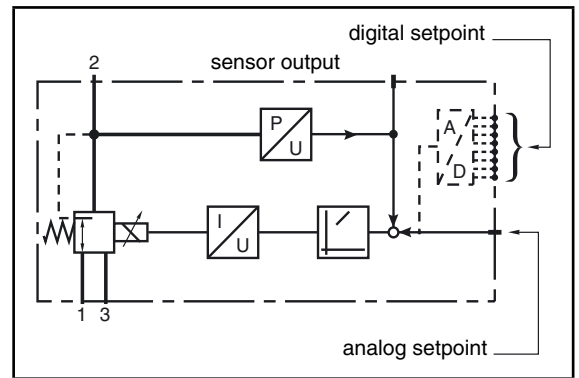 digital setpoint
2
sensor output
P
U
A
D
I
U
1 3
analog setpoint